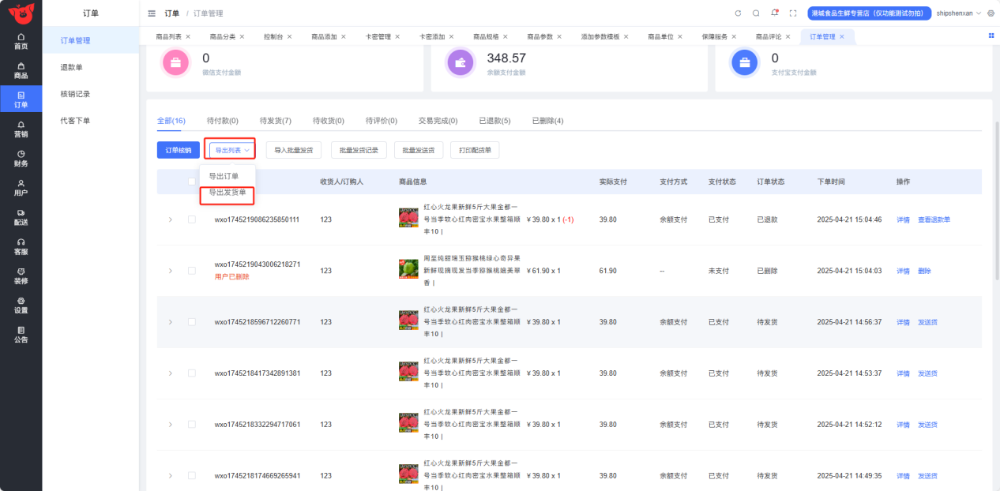 订单
订单 / 订单管理
港城食品生鲜专营店（仅功能测试勿拍）
shipshenxan
首页
商品
订单
营销
财务
用户
配送
客服
装修
设置
公告
订单管理
退款单
核销记录
代客下单
商品列表 × 商品分类 × 控制台 × 商品添加 × 卡密管理 × 卡密添加 × 商品规格 × 商品参数 × 添加参数模板 × 商品单位 × 保障服务 × 商品评论 × 订单管理 ×
0
微信支付金额
348.57
余额支付金额
0
支付宝支付金额
全部(16) 待付款(0) 待发货(7) 待收货(0) 待评价(0) 交易完成(0) 已退款(5) 已删除(4)
订单核销 导出列表 导入批量发货 批量发货记录 批量发送货 打印配货单
导出订单
导出发货单
收货人/订购人 商品信息 实际支付 支付方式 支付状态 订单状态 下单时间 操作
wxo1745219086235850111 123
红心火龙果新鲜5斤大果金都一
号当季软心红肉密宝水果整箱顺
丰10 |
¥ 39.80 x 1 (-1) 39.80 余额支付 已支付 已退款 2025-04-21 15:04:46 详情 查看退款单
wxo1745219043006218271
用户已删除
123
周至纯甜瑞玉猕猴桃绿心奇异果
新鲜现摘现发当季猕猴桃媲美翠
香 |
¥ 61.90 x 1 61.90 -- 未支付 已删除 2025-04-21 15:04:03 详情 删除
wxo1745218596712260771 123
红心火龙果新鲜5斤大果金都一
号当季软心红肉密宝水果整箱顺
丰10 |
¥ 39.80 x 1 39.80 余额支付 已支付 待发货 2025-04-21 14:56:37 详情 发送货
wxo1745218417342891381 123
红心火龙果新鲜5斤大果金都一
号当季软心红肉密宝水果整箱顺
丰10 |
¥ 39.80 x 1 39.80 余额支付 已支付 待发货 2025-04-21 14:53:37 详情 发送货
wxo1745218332294717061 123
红心火龙果新鲜5斤大果金都一
号当季软心红肉密宝水果整箱顺
丰10 |
¥ 39.80 x 1 39.80 余额支付 已支付 待发货 2025-04-21 14:52:12 详情 发送货
wxo1745218174669265941 123
红心火龙果新鲜5斤大果金都一
号当季软心红肉密宝水果整箱顺
丰10 |
¥ 39.80 x 1 39.80 余额支付 已支付 待发货 2025-04-21 14:49:35 详情 发送货